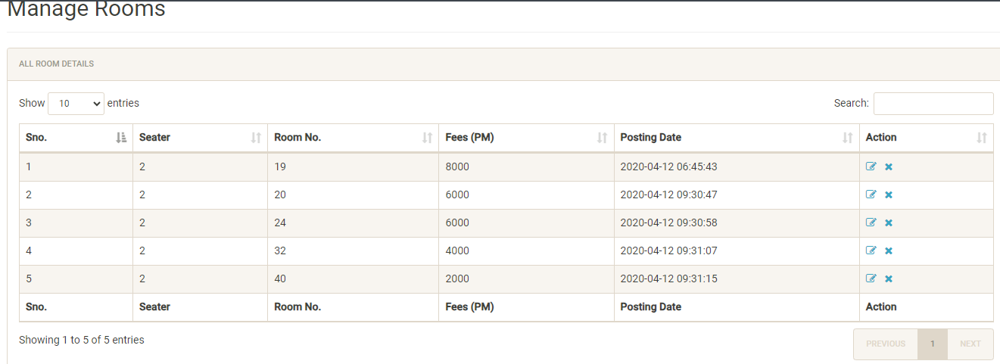 Manage Rooms
ALL ROOM DETAILS
Show 10 entries Search:
Sno. Seater Room No. Fees (PM) Posting Date Action
1 2 19 8000 2020-04-12 06:45:43
2 2 20 6000 2020-04-12 09:30:47
3 2 24 6000 2020-04-12 09:30:58
4 2 32 4000 2020-04-12 09:31:07
5 2 40 2000 2020-04-12 09:31:15
Sno. Seater Room No. Fees (PM) Posting Date Action
Showing 1 to 5 of 5 entries PREVIOUS 1 NEXT